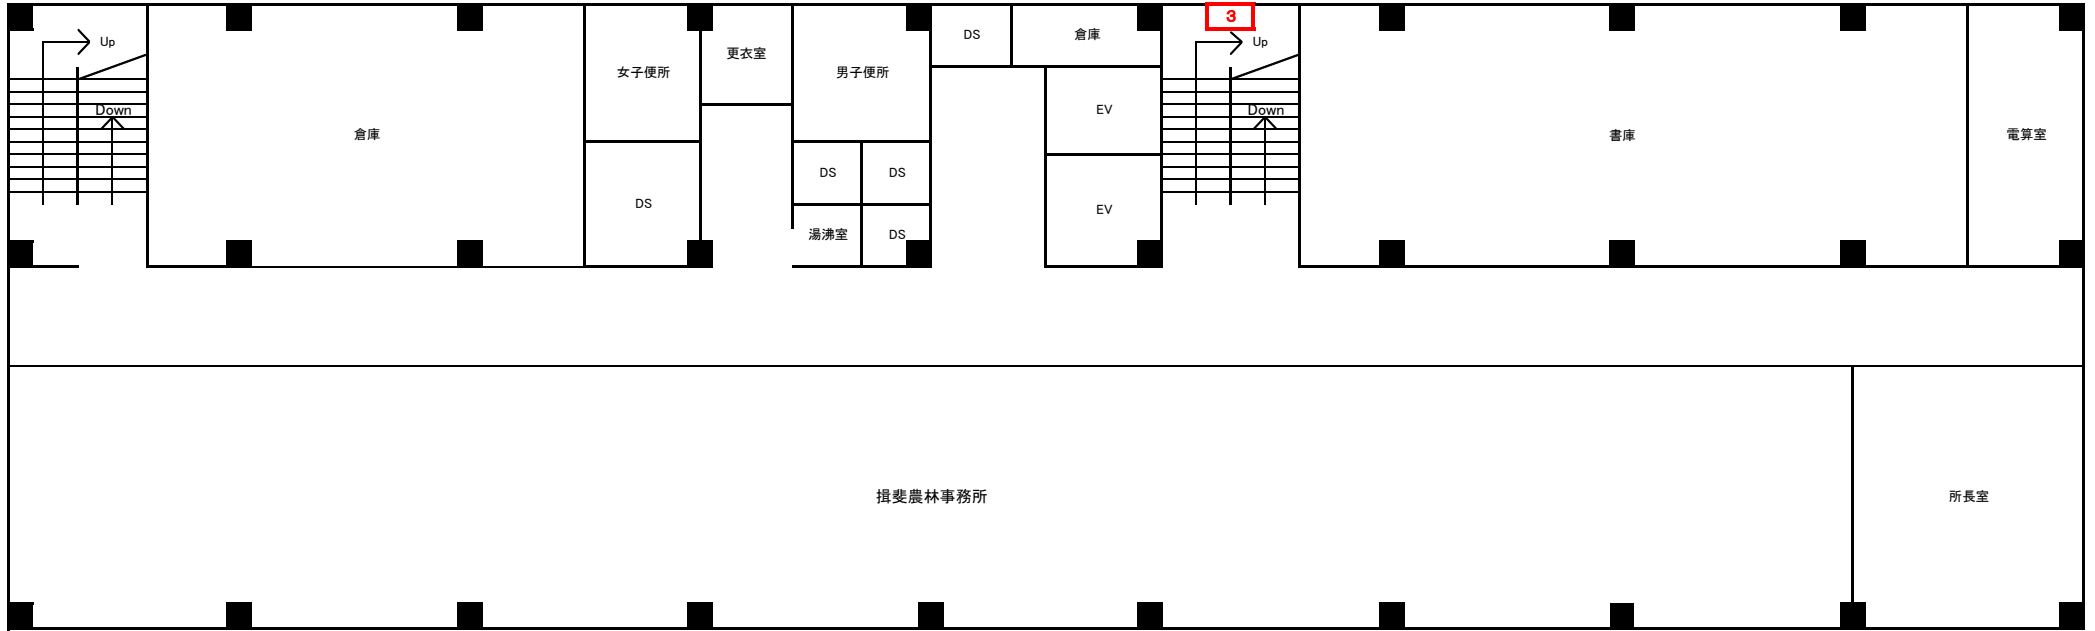 3
DS
倉庫
Up
Up
更衣室
女子便所
男子便所
EV
Down
Down
倉庫
書庫
電算室
DS
DS
DS
EV
湯沸室
DS
揖斐農林事務所
所長室